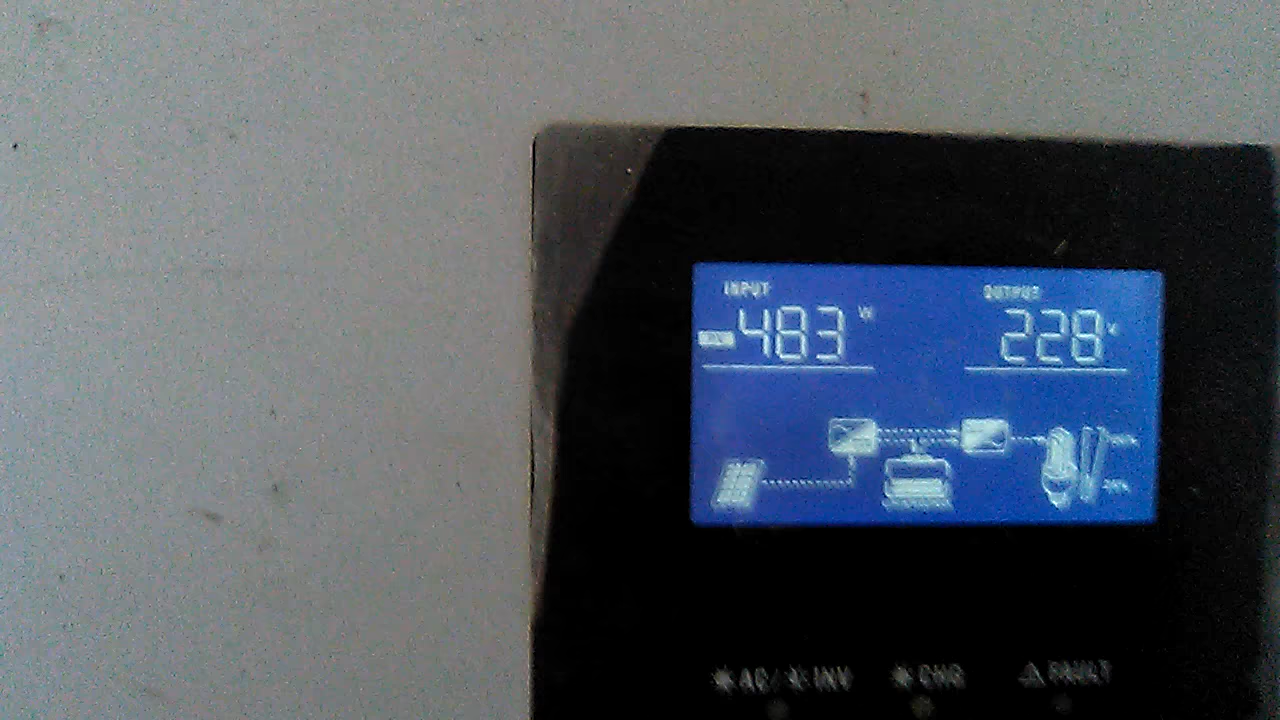 INPUT
483 W
OUTPUT
228 V
AC/ INV
CHG
FAULT